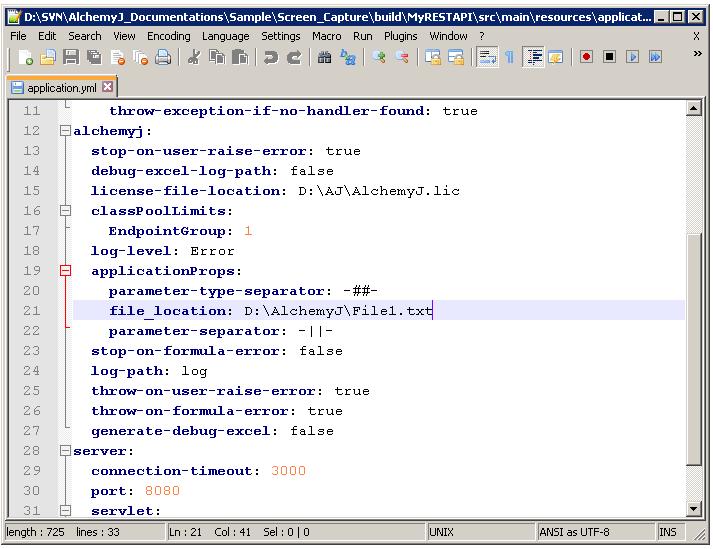 D:\SVN\AlchemyJ_Documentations\Sample\Screen_Capture\build\MyRESTAPI\src\main\resources\applicat...
File Edit Search View Encoding Language Settings Macro Run Plugins Window ? X
application.yml
11 throw-exception-if-no-handler-found: true
12 alchemyj:
13 stop-on-user-raise-error: true
14 debug-excel-log-path: false
15 license-file-location: D:\AJ\AlchemyJ.lic
16 classPoolLimits:
17 EndpointGroup: 1
18 log-level: Error
19 applicationProps:
20 parameter-type-separator: -##-
21 file_location: D:\AlchemyJ\File1.txt
22 parameter-separator: -||-
23 stop-on-formula-error: false
24 log-path: log
25 throw-on-user-raise-error: true
26 throw-on-formula-error: true
27 generate-debug-excel: false
28 server:
29 connection-timeout: 3000
30 port: 8080
31 servlet:
length : 725 lines : 33 Ln : 21 Col : 41 Sel : 0 | 0 UNIX ANSI as UTF-8 INS